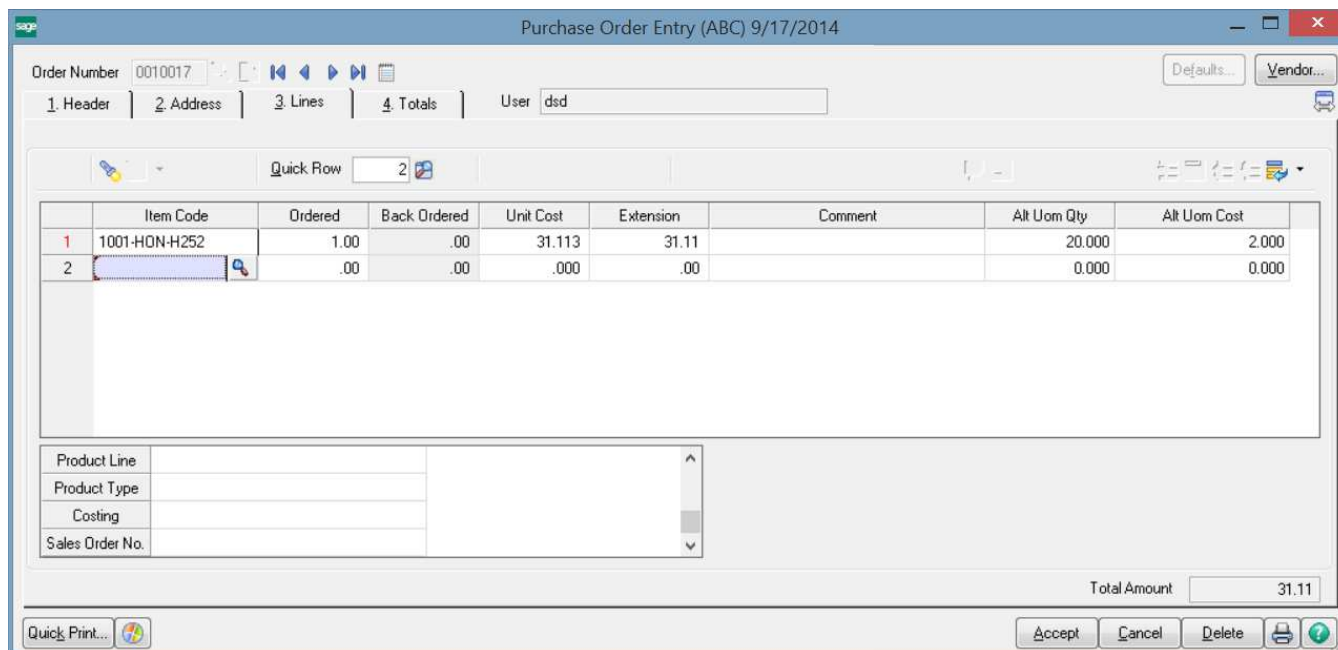 sage Purchase Order Entry (ABC) 9/17/2014
Order Number 0010017 Defaults... Vendor...
1. Header 2. Address 3. Lines 4. Totals User dsd
Quick Row 2
Item Code Ordered Back Ordered Unit Cost Extension Comment Alt Uom Qty Alt Uom Cost
1 1001-HON-H252 1.00 .00 31.113 31.11 20.000 2.000
2 .00 .00 .000 .00 0.000 0.000
Product Line
Product Type
Costing
Sales Order No.
Total Amount 31.11
Quick Print... Accept Cancel Delete